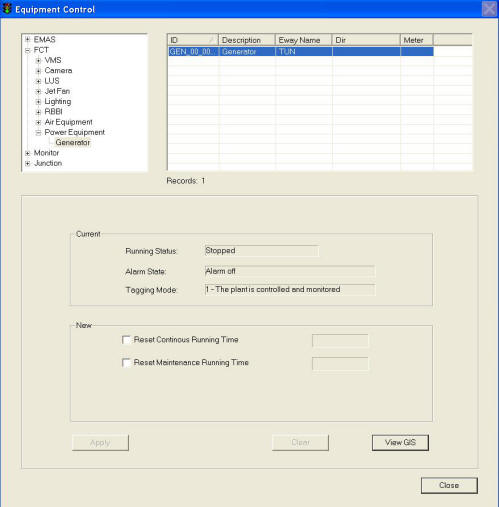 Equipment Control
EMAS
FCT
VMS
Camera
LUS
Jet Fan
Lighting
RBBI
Air Equipment
Power Equipment
Generator
Monitor
Junction
ID Description Eway Name Dir Meter
GEN_00_00... Generator TUN
Records: 1
Current
Running Status: Stopped
Alarm State: Alarm off
Tagging Mode: 1 - The plant is controlled and monitored
New
Reset Continous Running Time
Reset Maintenance Running Time
Apply Clear View GIS
Close